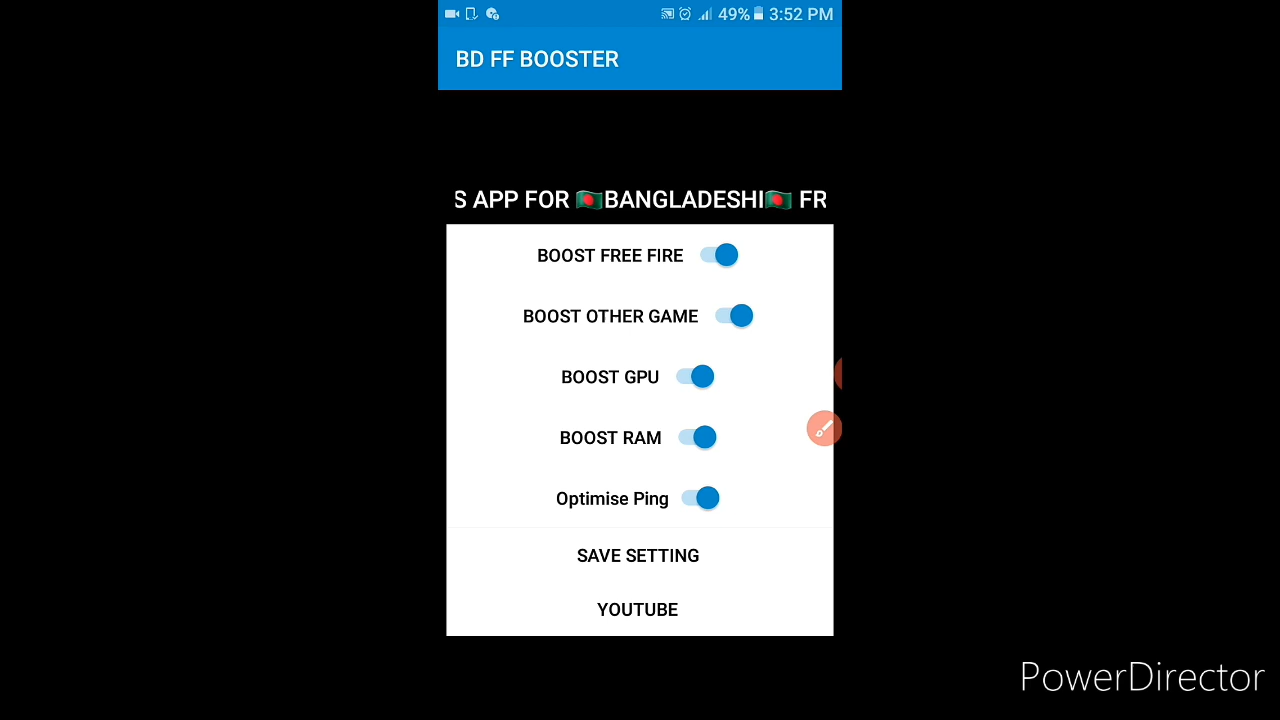 49% 3:52 PM
BD FF BOOSTER
S APP FOR 🇧🇩BANGLADESHI🇧🇩 FR
BOOST FREE FIRE
BOOST OTHER GAME
BOOST GPU
BOOST RAM
Optimise Ping
SAVE SETTING
YOUTUBE
PowerDirector